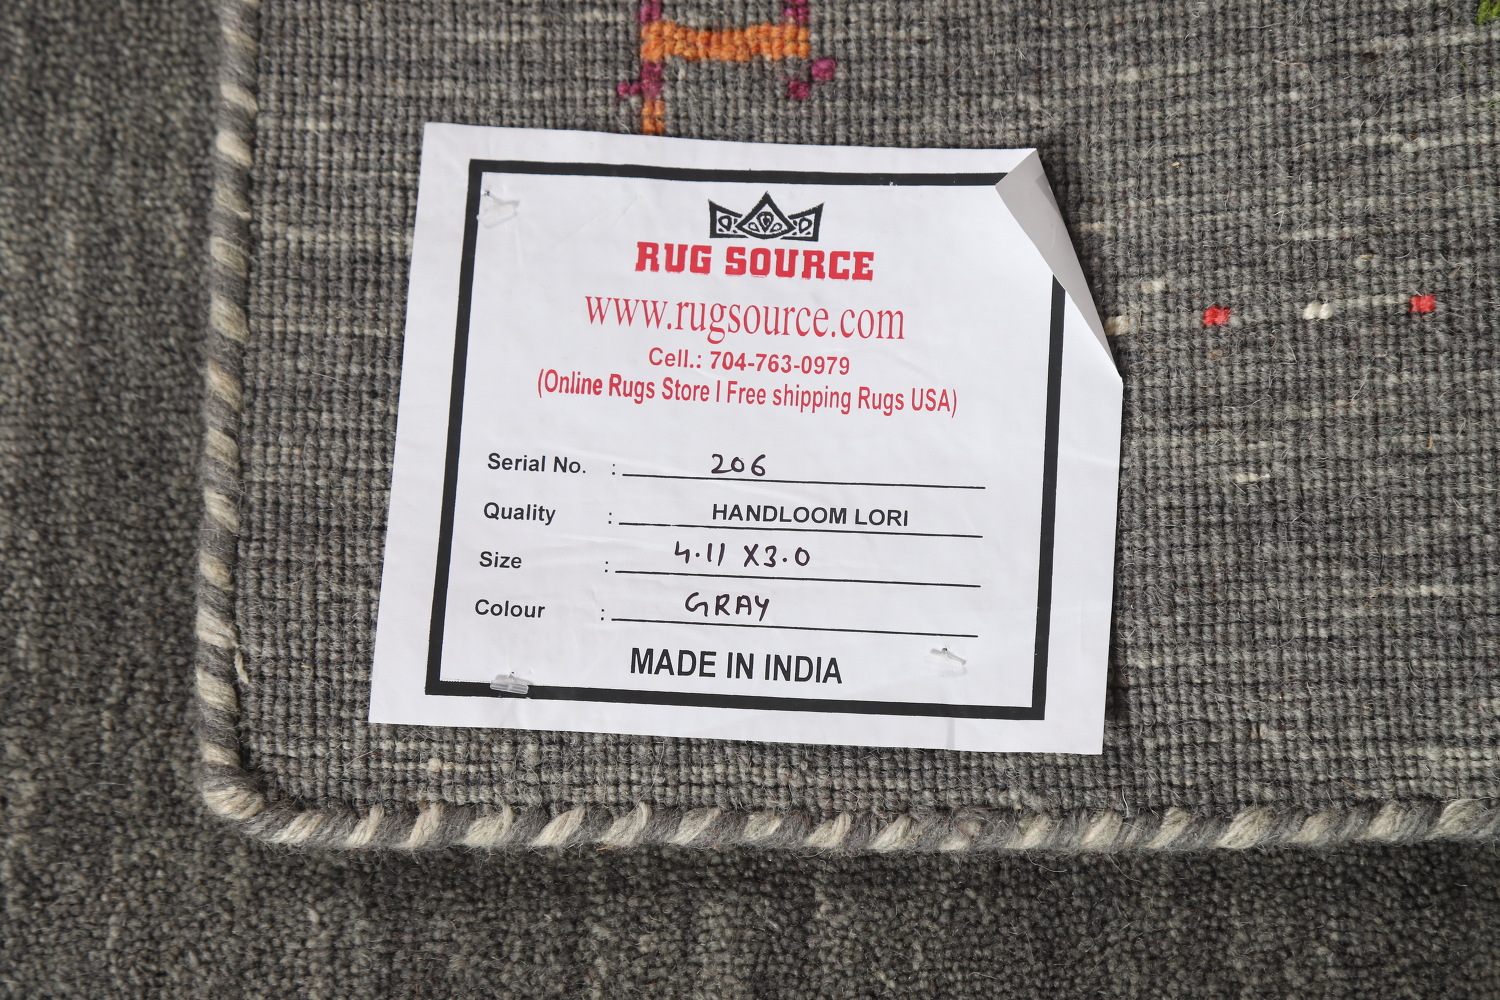 RUG SOURCE
www.rugsource.com
Cell.: 704-763-0979
(Online Rugs Store I Free shipping Rugs USA)
Serial No. : 206
Quality : HANDLOOM LORI
Size : 4.11 X3.0
Colour : GRAY
MADE IN INDIA